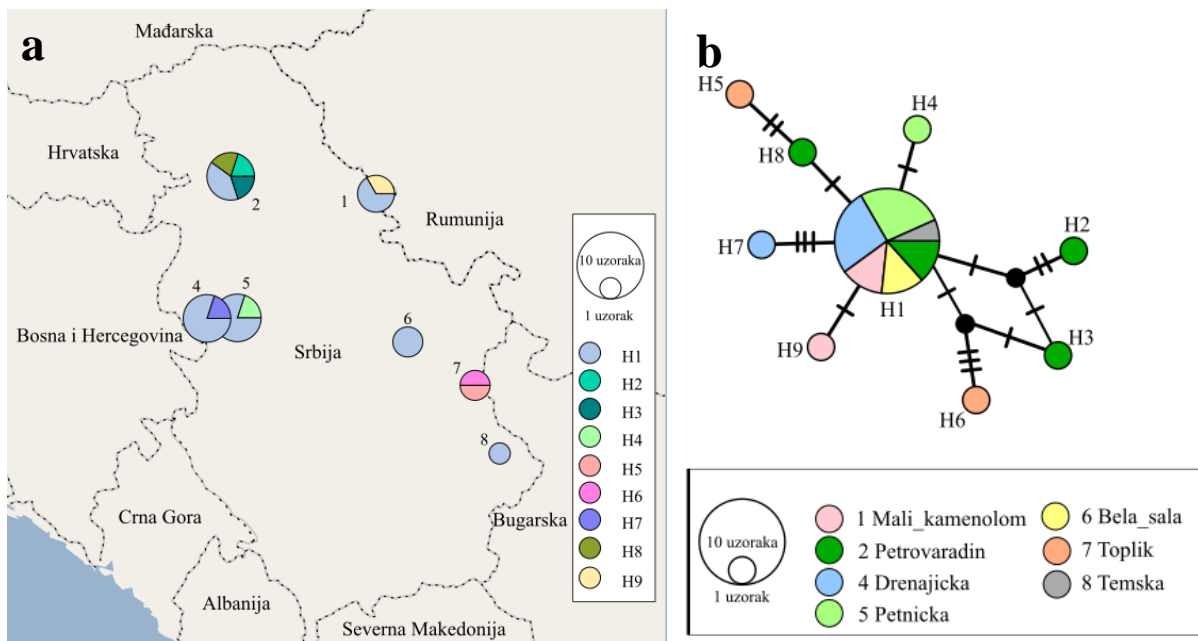 a
Mađarska
Hrvatska
2
1
Rumunija
10 uzoraka
1 uzorak
4
5
Bosna i Hercegovina
6
Srbija
7
8
H1
H2
H3
H4
H5
H6
H7
H8
H9
Crna Gora
Bugarska
Albanija
Severna Makedonija
b
H5
H4
H8
H7
H2
H1
H3
H9
H6
10 uzoraka
1 uzorak
1 Mali_kamenolom
2 Petrovaradin
4 Drenajicka
5 Petnicka
6 Bela_sala
7 Toplik
8 Temska